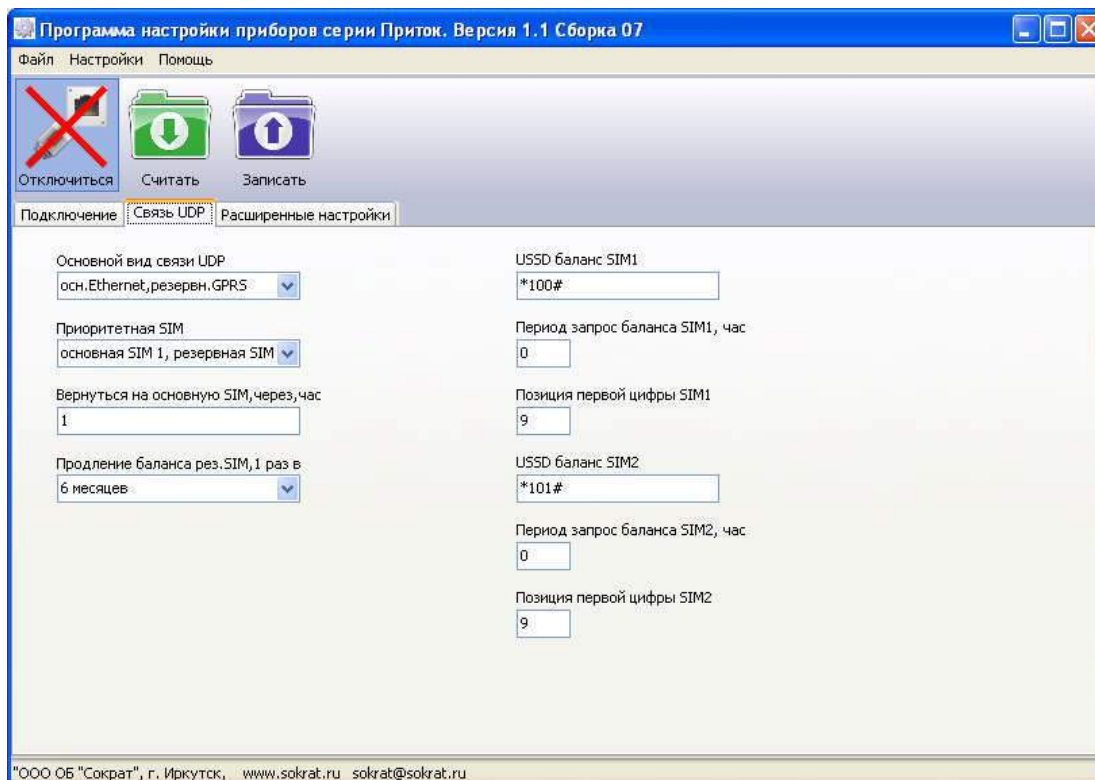 Программа настройки приборов серии Приток. Версия 1.1 Сборка 07
Файл Настройки Помощь
Отключиться Считать Записать
Подключение Связь UDP Расширенные настройки
Основной вид связи UDP
осн.Ethernet,резервн.GPRS
Приоритетная SIM
основная SIM 1, резервная SIM
Вернуться на основную SIM,через,час
1
Продление баланса рез.SIM,1 раз в
6 месяцев
USSD баланс SIM1
*100#
Период запрос баланса SIM1, час
0
Позиция первой цифры SIM1
9
USSD баланс SIM2
*101#
Период запрос баланса SIM2, час
0
Позиция первой цифры SIM2
9
"ООО ОБ "Сократ", г. Иркутск, www.sokrat.ru sokrat@sokrat.ru